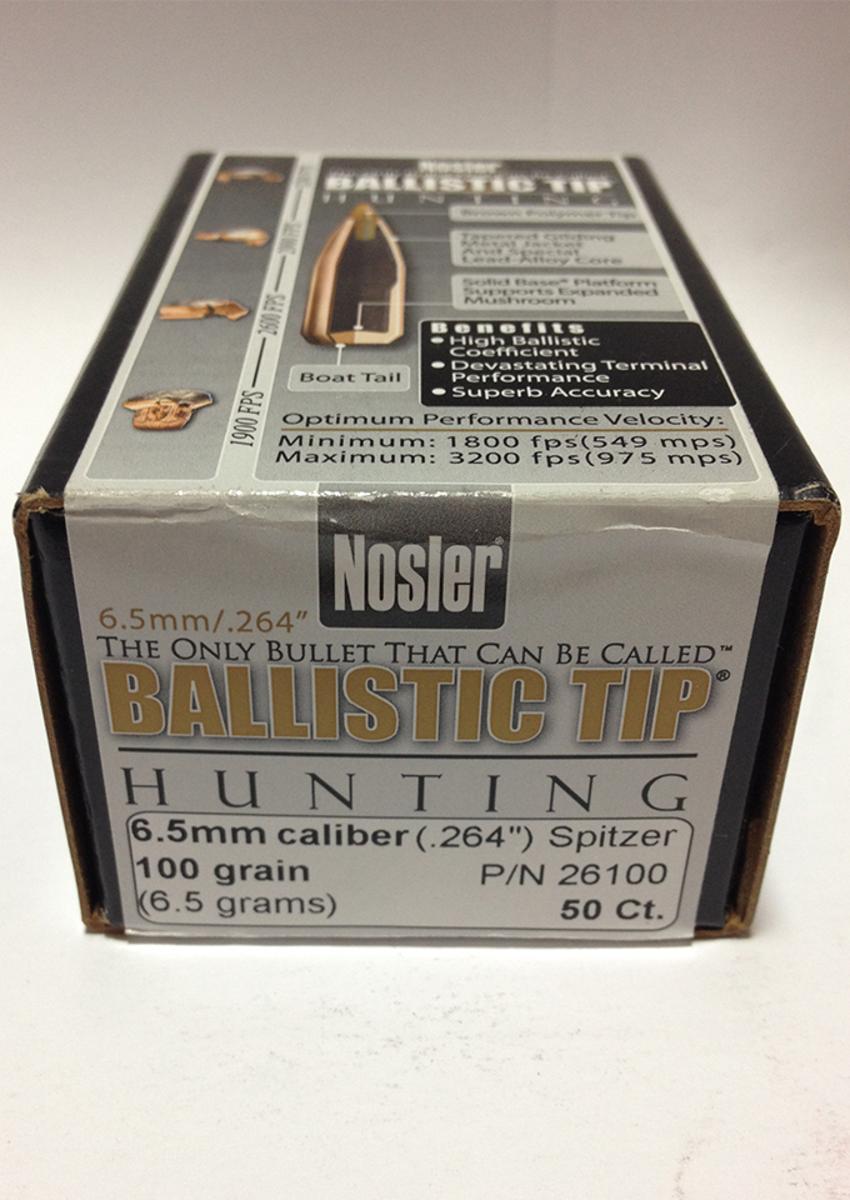 Nosler
BALLISTIC TIP
HUNTING
Brown Polymer Tip
Tapered Gilding
Metal Jacket
And Special
Lead-Alloy Core
Solid Base® Platform
Supports Expanded
Mushroom
Boat Tail
Benefits
• High Ballistic
Coefficient
• Devastating Terminal
Performance
• Superb Accuracy
2600 FPS
1900 FPS
Optimum Performance Velocity:
Minimum: 1800 fps(549 mps)
Maximum: 3200 fps(975 mps)
Nosler®
6.5mm/.264"
THE ONLY BULLET THAT CAN BE CALLED™
BALLISTIC TIP®
HUNTING
6.5mm caliber (.264") Spitzer
100 grain P/N 26100
(6.5 grams) 50 Ct.